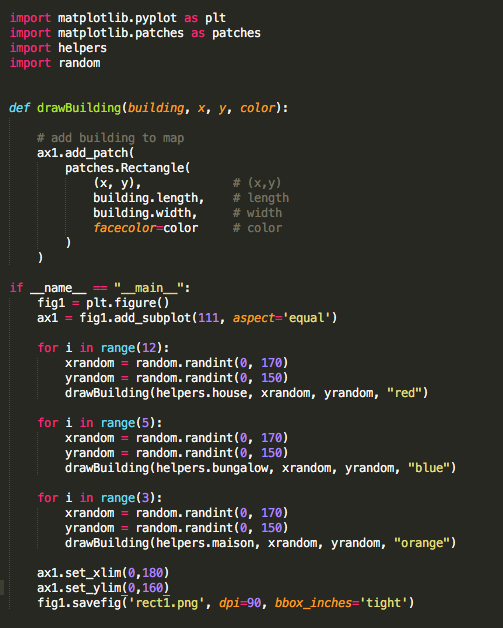 import matplotlib.pyplot as plt
import matplotlib.patches as patches
import helpers
import random
def drawBuilding(building, x, y, color):
# add building to map
ax1.add_patch(
patches.Rectangle(
(x, y), # (x,y)
building.length, # length
building.width, # width
facecolor=color # color
)
)
if __name__ == "__main__":
fig1 = plt.figure()
ax1 = fig1.add_subplot(111, aspect='equal')
for i in range(12):
xrandom = random.randint(0, 170)
yrandom = random.randint(0, 150)
drawBuilding(helpers.house, xrandom, yrandom, "red")
for i in range(5):
xrandom = random.randint(0, 170)
yrandom = random.randint(0, 150)
drawBuilding(helpers.bungalow, xrandom, yrandom, "blue")
for i in range(3):
xrandom = random.randint(0, 170)
yrandom = random.randint(0, 150)
drawBuilding(helpers.maison, xrandom, yrandom, "orange")
ax1.set_xlim(0,180)
ax1.set_ylim(0,160)
fig1.savefig('rect1.png', dpi=90, bbox_inches='tight')